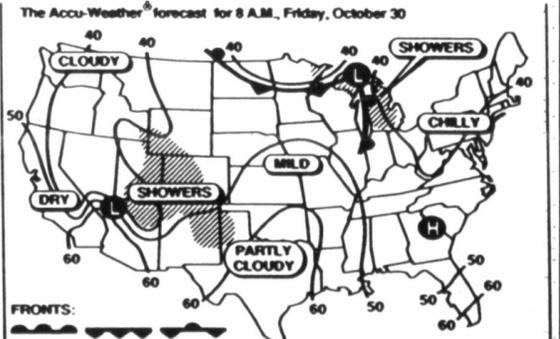 The Accu-Weather® forecast for 8 A.M., Friday, October 30
40
40
40
40
40
SHOWERS
CLOUDY
L
40
50
CHILLY
MILD
DRY
L
SHOWERS
H
PARTLY
CLOUDY
60
60
60
60
50
50
50
60
60
FRONTS: